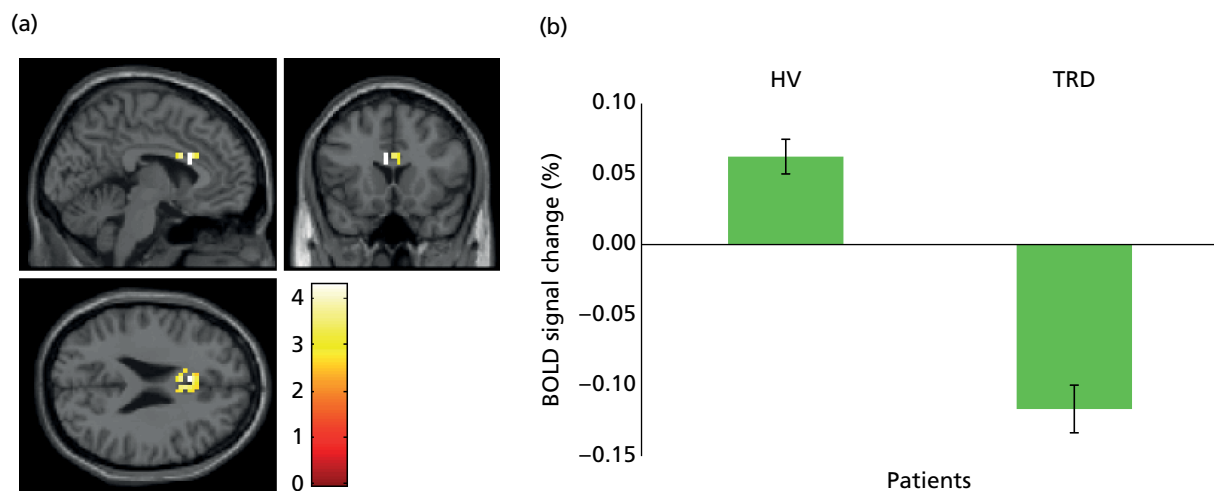 (a)
4
3
2
1
0
(b)
HV TRD
BOLD signal change (%)
0.10
0.05
0.00
−0.05
−0.10
−0.15
Patients